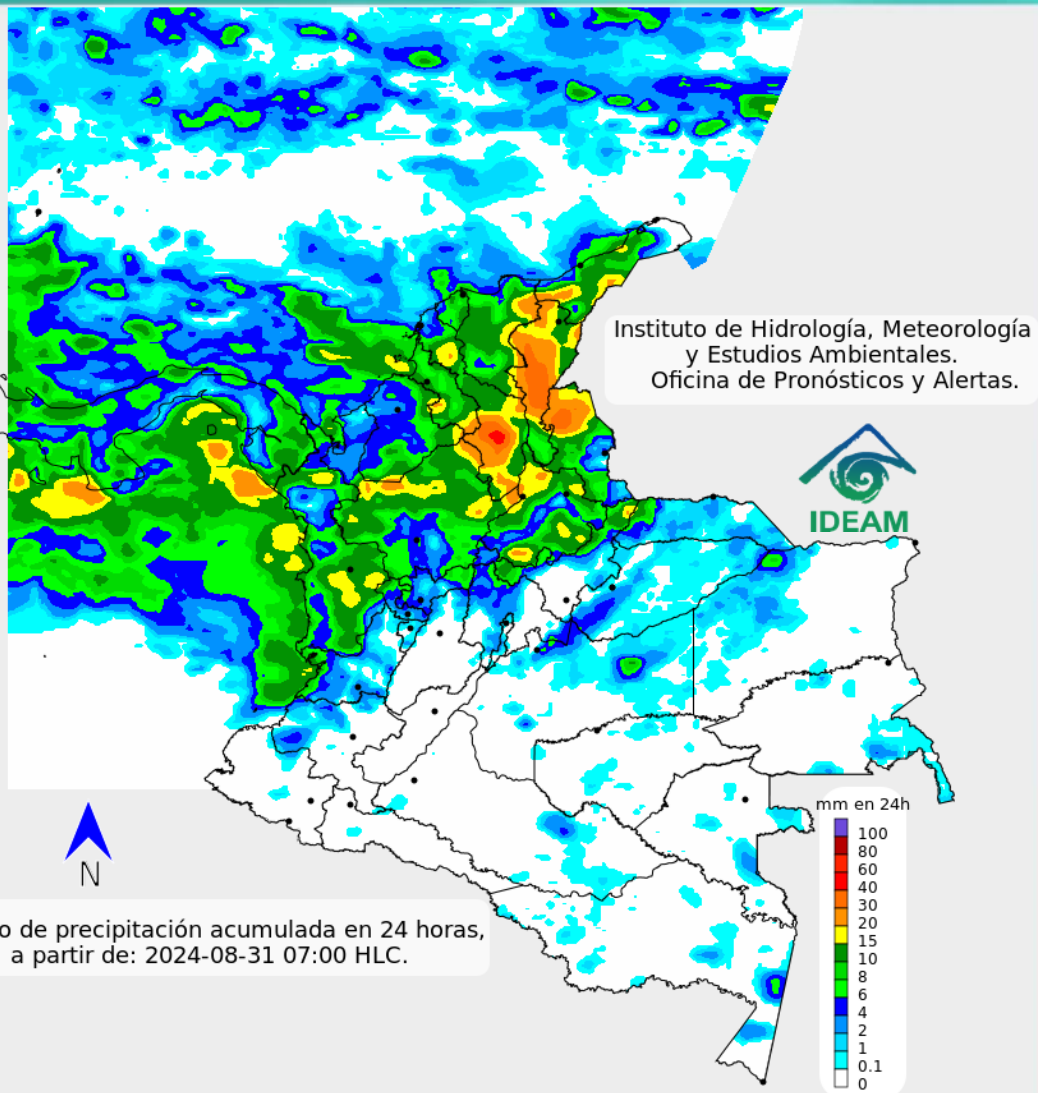 Instituto de Hidrología, Meteorología
y Estudios Ambientales.
Oficina de Pronósticos y Alertas.
IDEAM
mm en 24h
100
80
60
40
30
20
15
10
8
6
4
2
1
0.1
0
N
o de precipitación acumulada en 24 horas,
a partir de: 2024-08-31 07:00 HLC.